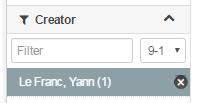 Creator
Filter 9-1
Le Franc, Yann (1)